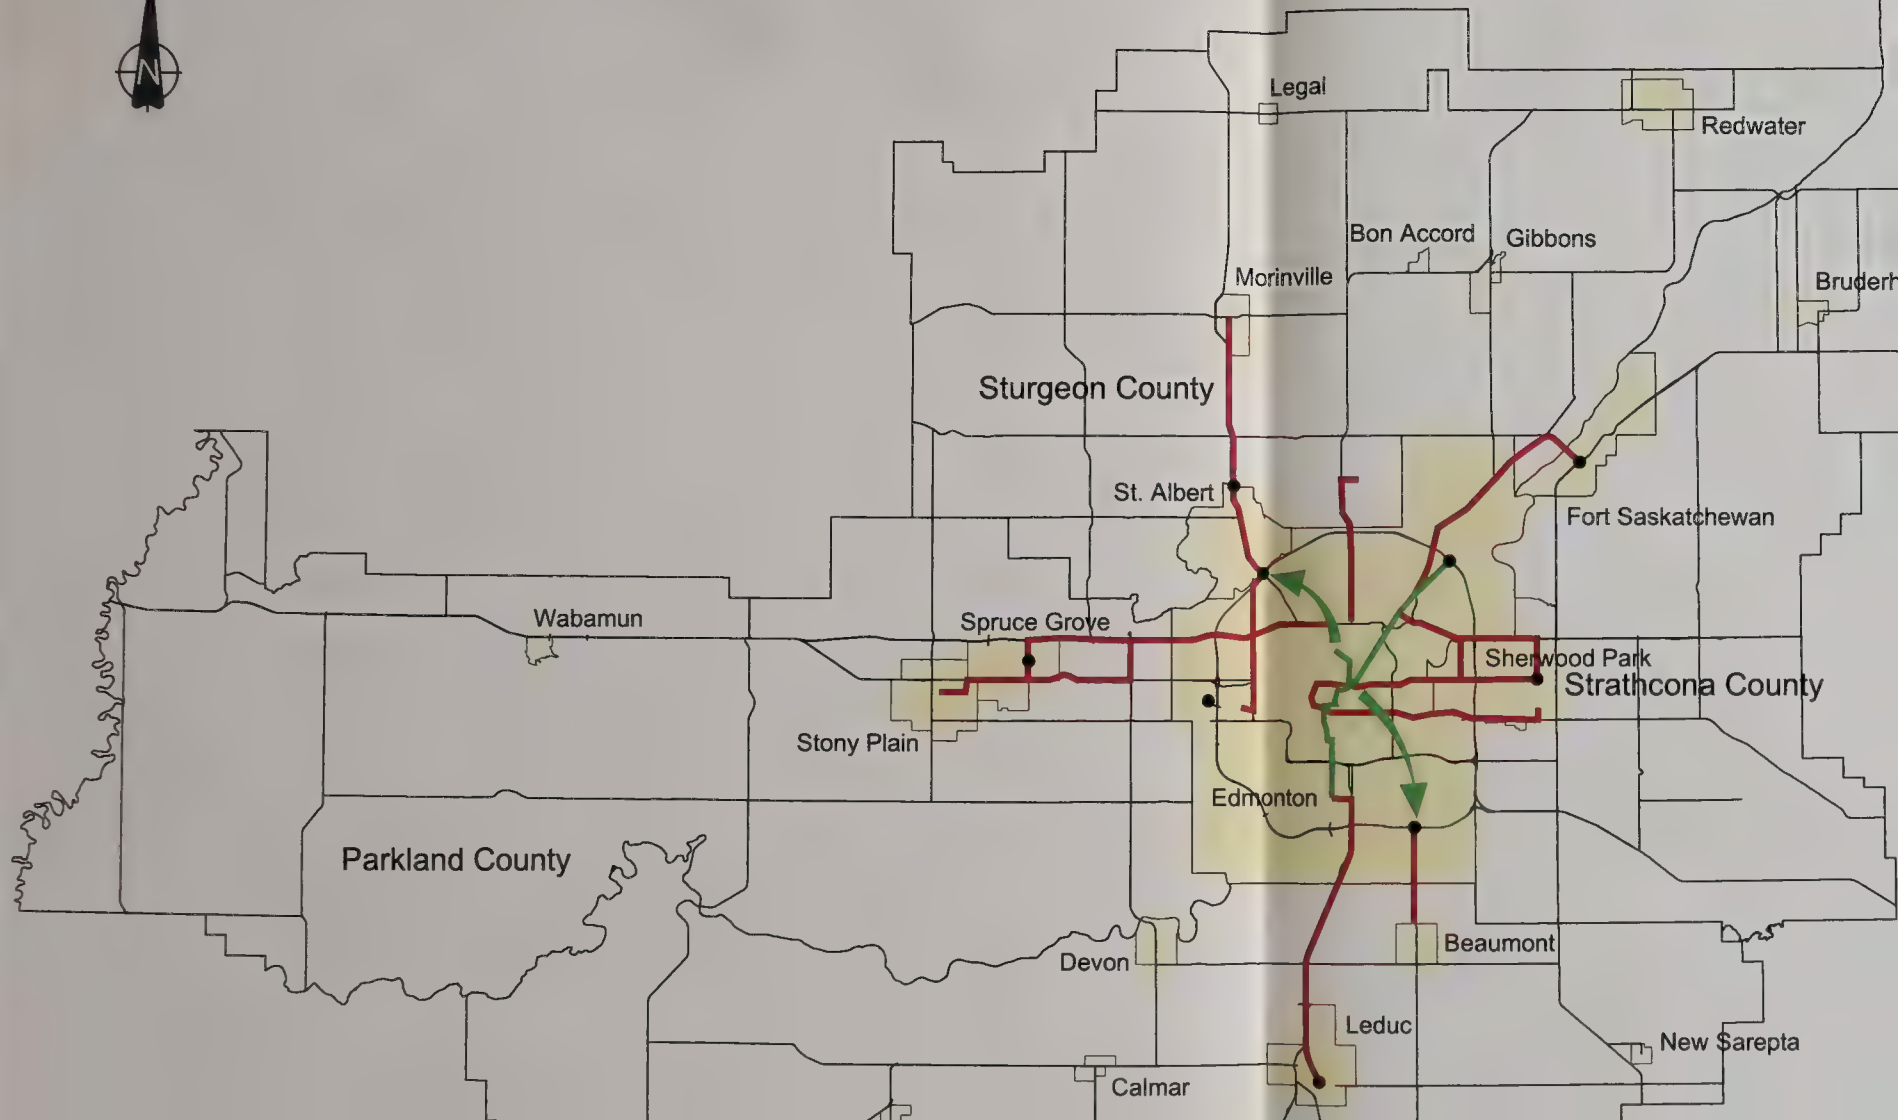 N
Legal
Redwater
Bon Accord
Gibbons
Morinville
Bruderh
Sturgeon County
St. Albert
Fort Saskatchewan
Wabamun
Spruce Grove
Sherwood Park
Strathcona County
Stony Plain
Edmonton
Parkland County
Beaumont
Devon
Leduc
New Sarepta
Calmar